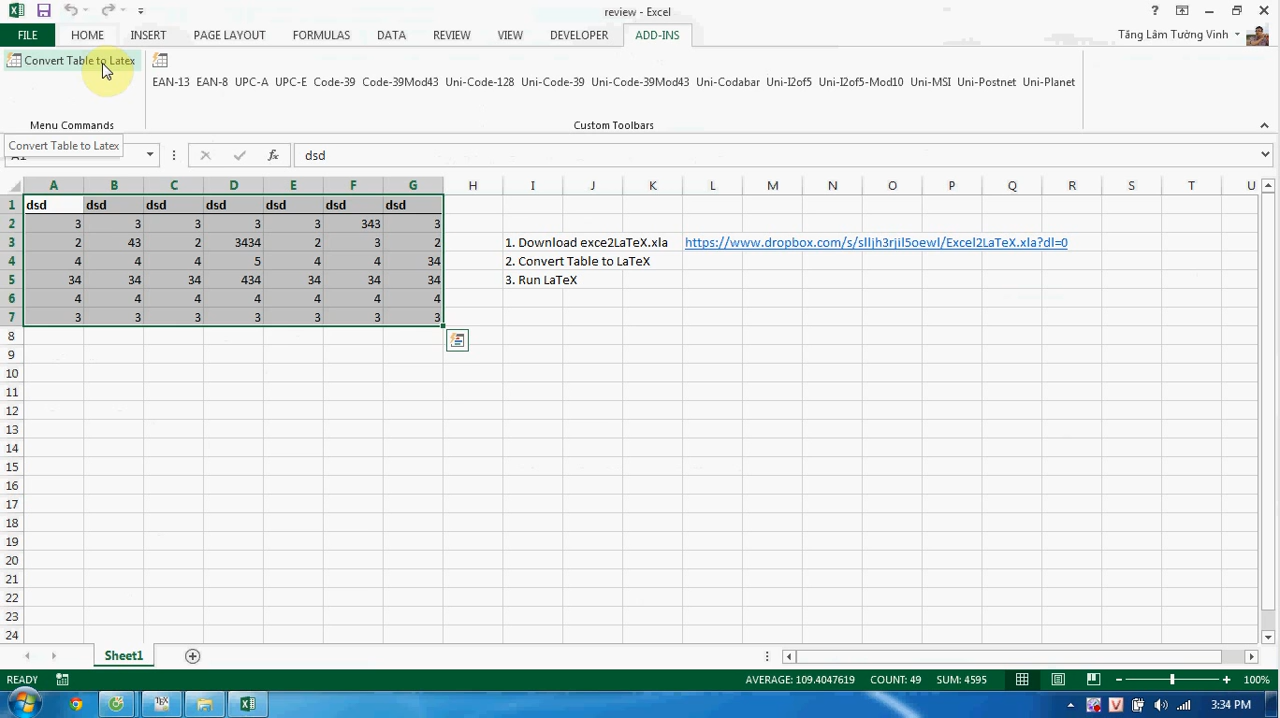 review - Excel
FILE HOME INSERT PAGE LAYOUT FORMULAS DATA REVIEW VIEW DEVELOPER ADD-INS Tăng Lâm Tường Vinh
Convert Table to Latex
EAN-13 EAN-8 UPC-A UPC-E Code-39 Code-39Mod43 Uni-Code-128 Uni-Code-39Mod43 Uni-Codabar Uni-I2of5 Uni-I2of5-Mod10 Uni-MSI Uni-Postnet Uni-Planet
Menu Commands Custom Toolbars
Convert Table to Latex
dsd
A B C D E F G H I J K L M N O P Q R S T U
1 dsd dsd dsd dsd dsd dsd dsd
2 3 3 3 3 3 343 3
3 2 43 2 3434 2 3 2 1. Download exce2LaTeX.xla https://www.dropbox.com/s/slljh3rjil5oewl/Excel2LaTeX.xla?dl=0
4 4 4 4 5 4 4 34 2. Convert Table to LaTeX
5 34 34 34 434 34 34 34 3. Run LaTeX
6 4 4 4 4 4 4 4
7 3 3 3 3 3 3 3
8
9
10
11
12
13
14
15
16
17
18
19
20
21
22
23
24
Sheet1
READY AVERAGE: 109.4047619 COUNT: 49 SUM: 4595 100%
3:34 PM